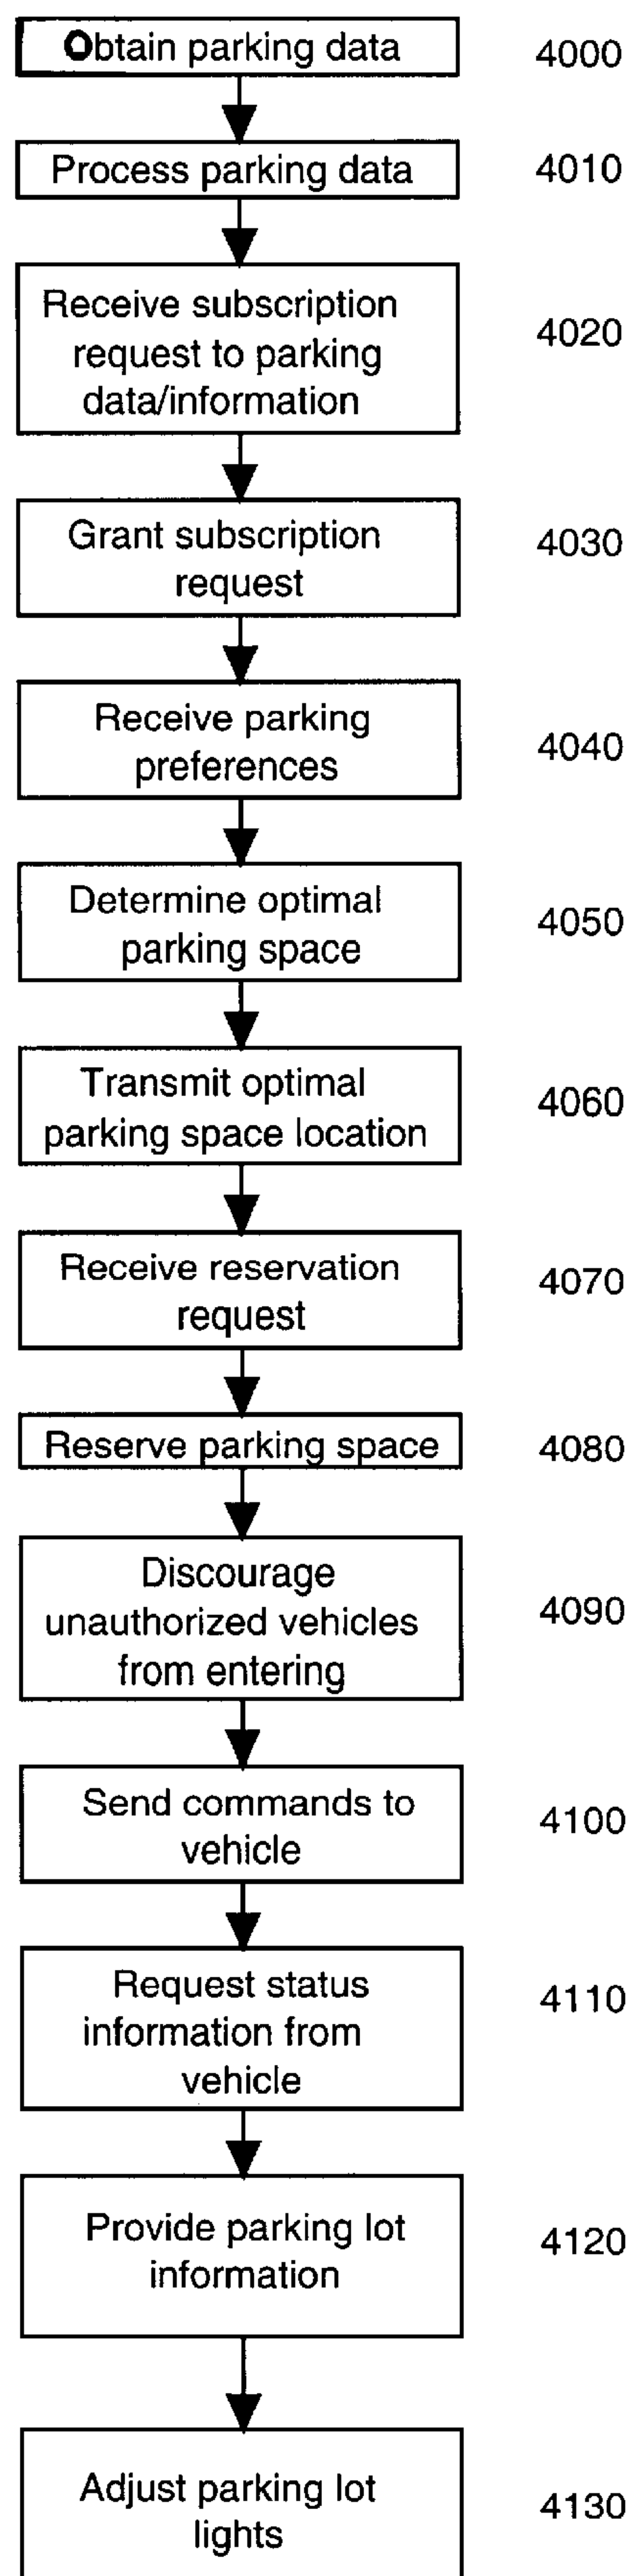 Obtain parking data 4000
Process parking data 4010
Receive subscription
request to parking 4020
data/information
Grant subscription 4030
request
Receive parking 4040
preferences
Determine optimal 4050
parking space
Transmit optimal 4060
parking space location
Receive reservation 4070
request
Reserve parking space 4080
Discourage
unauthorized vehicles 4090
from entering
Send commands to 4100
vehicle
Request status 4110
information from
vehicle
Provide parking lot 4120
information
Adjust parking lot 4130
lights